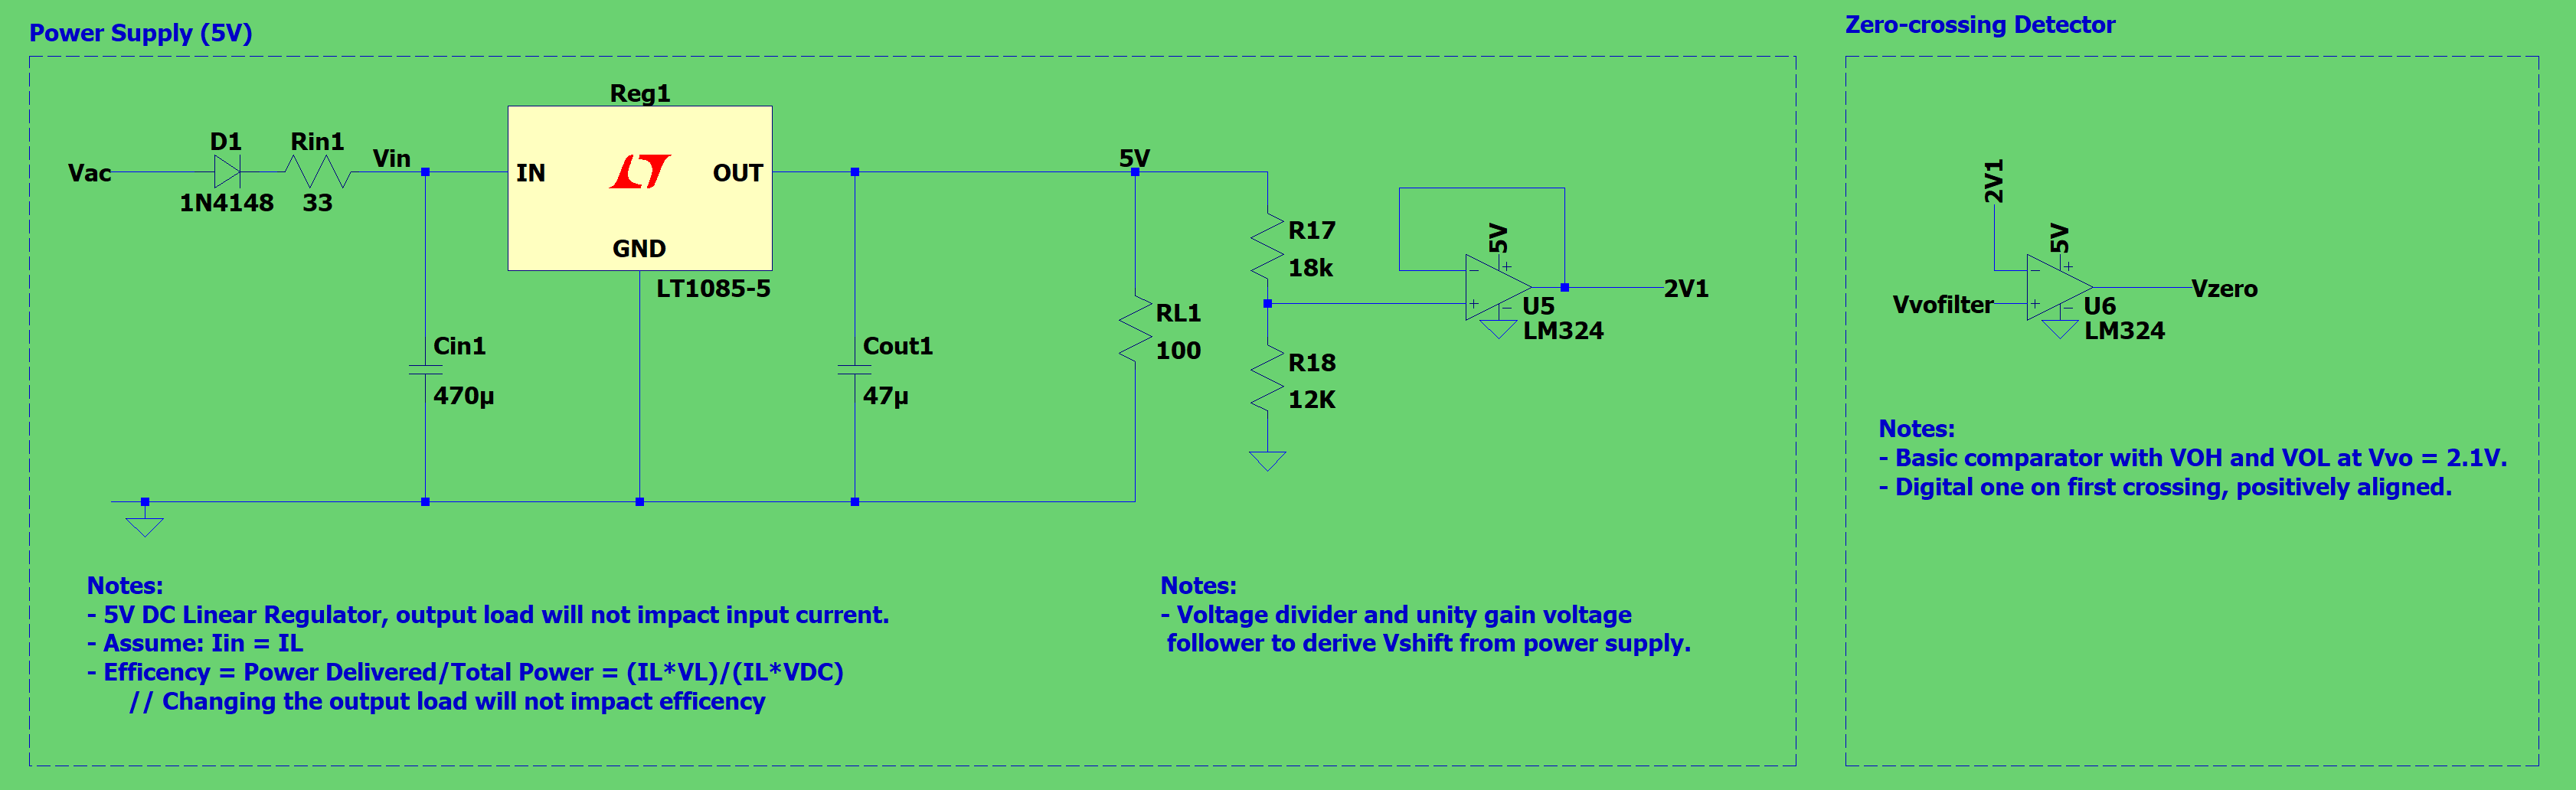 Power Supply (5V)
Reg1
D1
Rin1
Vin
Vac
1N4148
33
IN
OUT
GND
LT1085-5
5V
Cin1
470µ
Cout1
47µ
RL1
100
R17
18k
R18
12K
5V
-
+
+
-
U5
LM324
2V1
Notes:
- 5V DC Linear Regulator, output load will not impact input current.
- Assume: Iin = IL
- Efficency = Power Delivered/Total Power = (IL*VL)/(IL*VDC)
// Changing the output load will not impact efficency
Notes:
- Voltage divider and unity gain voltage
follower to derive Vshift from power supply.
Zero-crossing Detector
2V1
5V
-
+
+
-
Vvofilter
Vzero
U6
LM324
Notes:
- Basic comparator with VOH and VOL at Vvo = 2.1V.
- Digital one on first crossing, positively aligned.